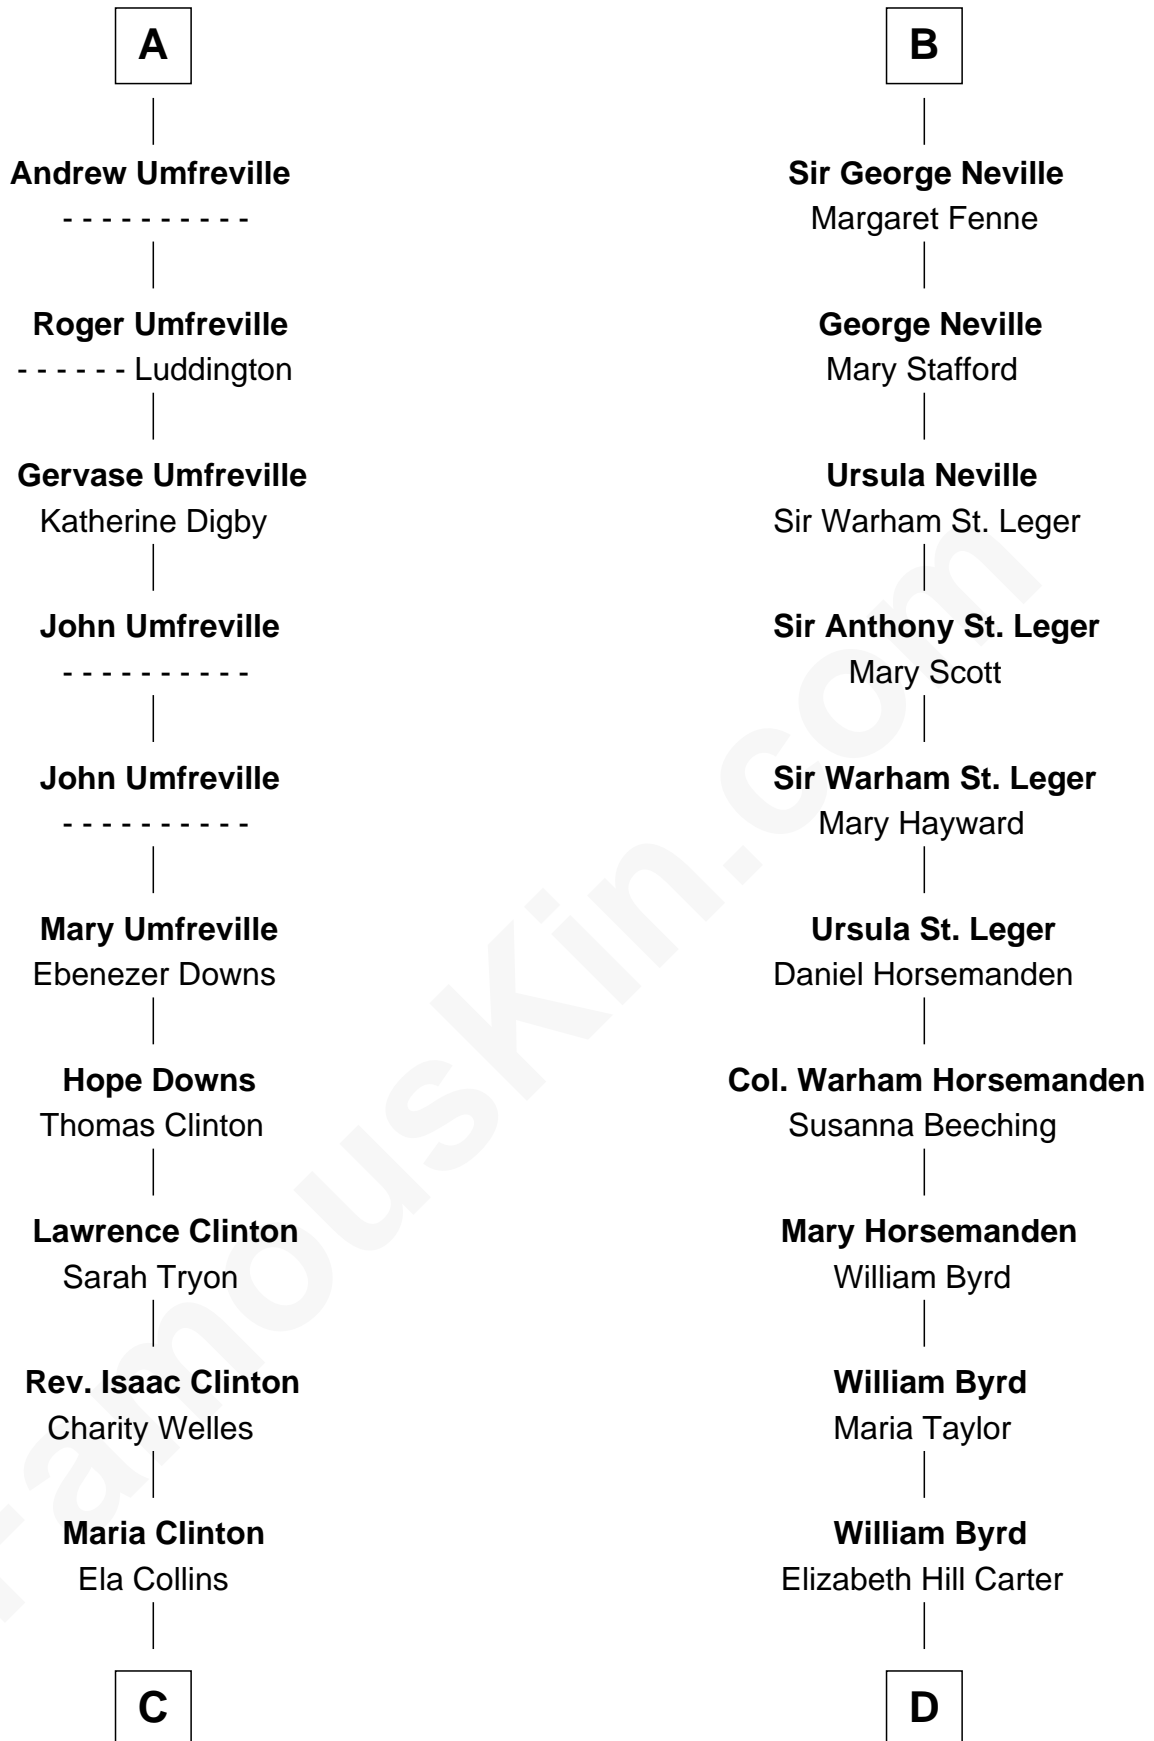 A
Andrew Umfreville
- - - - - - - - - -
Roger Umfreville
- - - - - - Luddington
Gervase Umfreville
Katherine Digby
John Umfreville
- - - - - - - - - -
John Umfreville
- - - - - - - - - -
Mary Umfreville
Ebenezer Downs
Hope Downs
Thomas Clinton
Lawrence Clinton
Sarah Tryon
Rev. Isaac Clinton
Charity Welles
Maria Clinton
Ela Collins
C
B
Sir George Neville
Margaret Fenne
George Neville
Mary Stafford
Ursula Neville
Sir Warham St. Leger
Sir Anthony St. Leger
Mary Scott
Sir Warham St. Leger
Mary Hayward
Ursula St. Leger
Daniel Horsemanden
Col. Warham Horsemanden
Susanna Beeching
Mary Horsemanden
William Byrd
William Byrd
Maria Taylor
William Byrd
Elizabeth Hill Carter
D
FamousKin.com